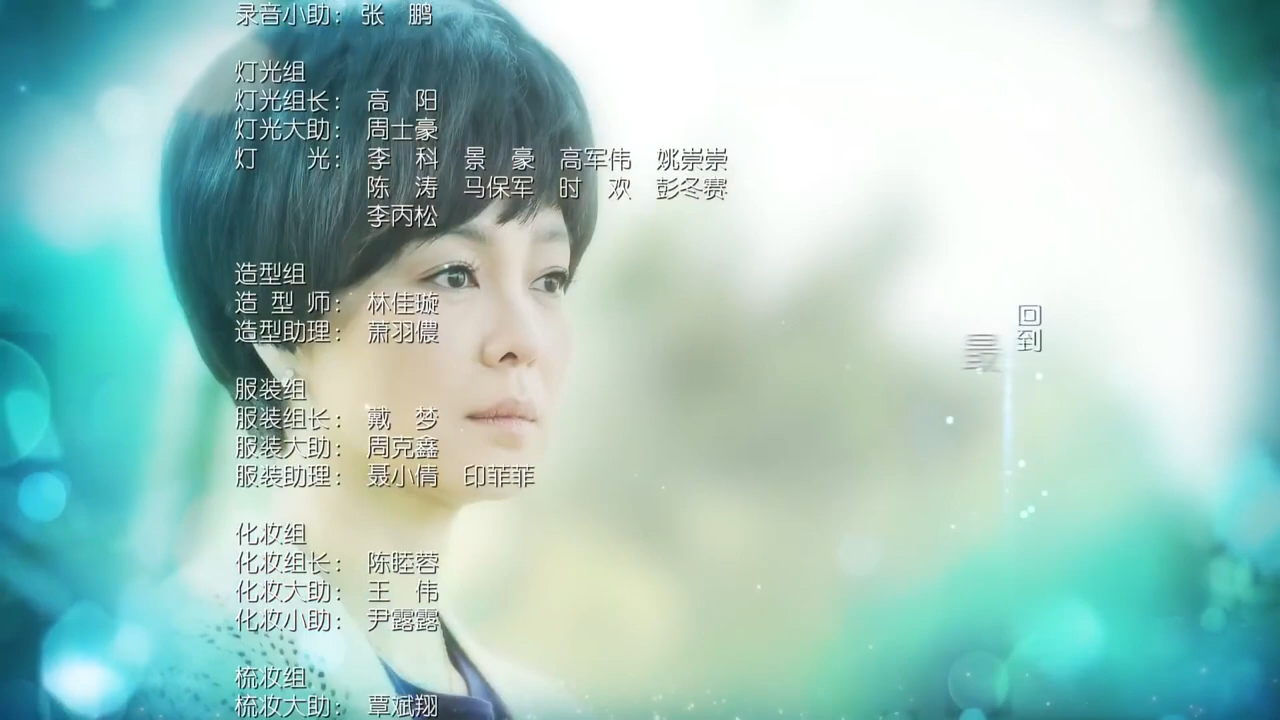 录音小助： 张　鹏
灯光组
灯光组长： 高　阳
灯光大助： 周士豪
灯　　光： 李　科　景　豪　高军伟　姚崇崇
陈　涛　马保军　时　欢　彭冬赛
李丙松
造型组
造 型 师： 林佳璇
造型助理： 萧羽儂
服装组
服装组长： 戴　梦
服装大助： 周克鑫
服装助理： 聂小倩　印菲菲
化妆组
化妆组长： 陈睦蓉
化妆大助： 王　伟
化妆小助： 尹露露
梳妆组
梳妆大助： 覃斌翔
回到